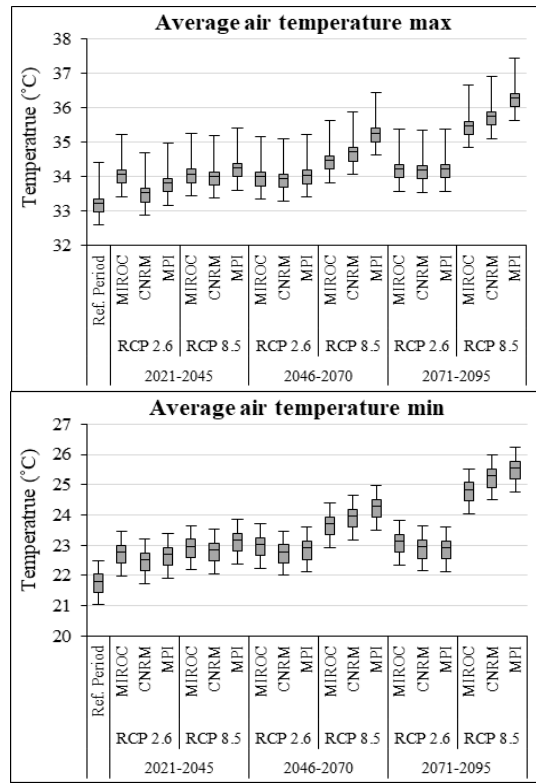 Average air temperature max
38
37
36
35
34
33
32
Temperatrue (°C)
Ref. Period
MIROC
CNRM
MPI
MIROC
CNRM
MPI
MIROC
CNRM
MPI
MIROC
CNRM
MPI
MIROC
CNRM
MPI
MIROC
CNRM
MPI
RCP 2.6 RCP 8.5 RCP 2.6 RCP 8.5 RCP 2.6 RCP 8.5
2021-2045 2046-2070 2071-2095
Average air temperature min
27
26
25
24
23
22
21
20
Temperatrue (°C)
Ref. Period
MIROC
CNRM
MPI
MIROC
CNRM
MPI
MIROC
CNRM
MPI
MIROC
CNRM
MPI
MIROC
CNRM
MPI
MIROC
CNRM
MPI
RCP 2.6 RCP 8.5 RCP 2.6 RCP 8.5 RCP 2.6 RCP 8.5
2021-2045 2046-2070 2071-2095